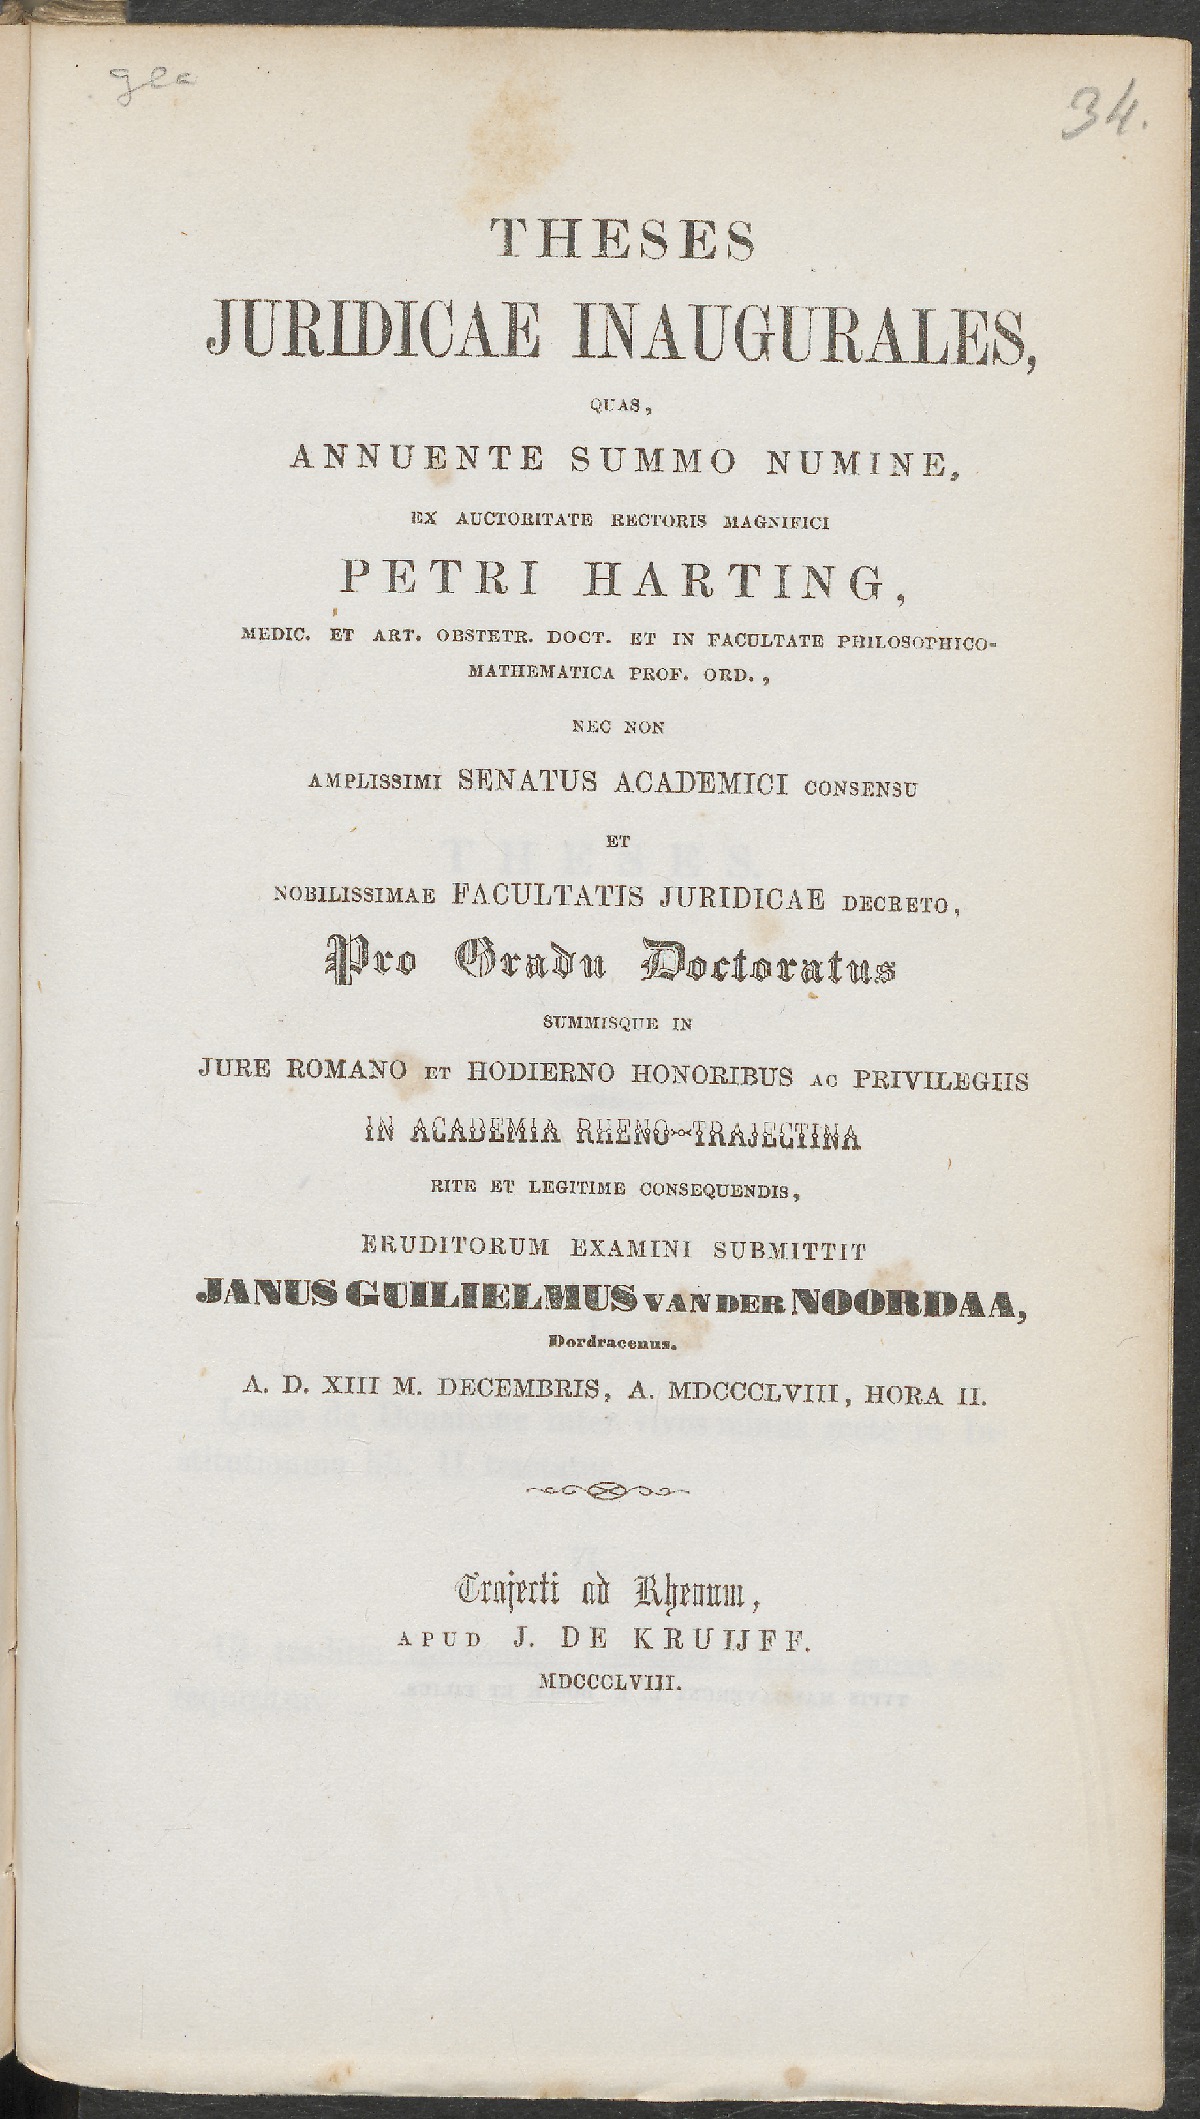 34.
THESES
JURIDICAE INAUGURALES,
QUAS,
ANNUENTE SUMMO NUMINE,
EX AUCTORITATE RECTORIS MAGNIFICI
PETRI HARTING,
MEDIC. ET ART. OBSTETR. DOCT. ET IN FACULTATE PHILOSOPHICO-
MATHEMATICA PROF. ORD.,
NEC NON
AMPLISSIMI SENATUS ACADEMICI CONSENSU
ET
NOBILISSIMAE FACULTATIS JURIDICAE DECRETO,
Pro Gradu Doctoratus
SUMMISQUE IN
JURE ROMANO ET HODIERNO HONORIBUS AC PRIVILEGIIS
IN ACADEMIA RHENO-TRAJECTINA
RITE ET LEGITIME CONSEQUENDIS,
ERUDITORUM EXAMINI SUBMITTIT
JANUS GUILIELMUS VAN DER NOORDAA,
Dordracenus.
A. D. XIII M. DECEMBRIS, A. MDCCCLVIII, HORA II.
Trajecti ad Rhenum,
APUD J. DE KRUIJFF.
MDCCCLVIII.